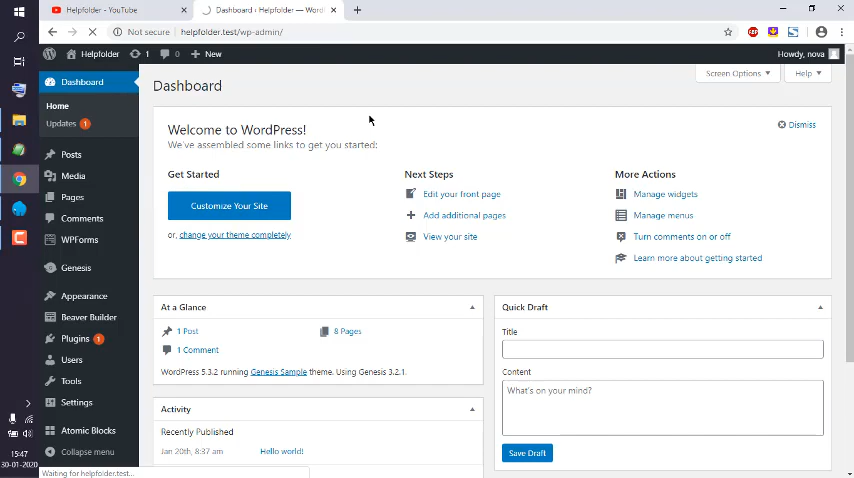 Helpfolder - YouTube
Dashboard ‹ Helpfolder — Word
Not secure | helpfolder.test/wp-admin/
Helpfolder 1 0 New
Howdy, nova
Dashboard
Home
Updates 1
Posts
Media
Pages
Comments
WPForms
Genesis
Appearance
Beaver Builder
Plugins 1
Users
Tools
Settings
Atomic Blocks
Collapse menu
Screen Options
Help
Dashboard
Welcome to WordPress!
Dismiss
We've assembled some links to get you started:
Get Started
Customize Your Site
or, change your theme completely
Next Steps
Edit your front page
Add additional pages
View your site
More Actions
Manage widgets
Manage menus
Turn comments on or off
Learn more about getting started
At a Glance
1 Post
8 Pages
1 Comment
WordPress 5.3.2 running Genesis Sample theme. Using Genesis 3.2.1.
Activity
Recently Published
Jan 20th, 8:37 am Hello world!
Quick Draft
Title
Content
What's on your mind?
Save Draft
Waiting for helpfolder.test...
15:47
30-01-2020